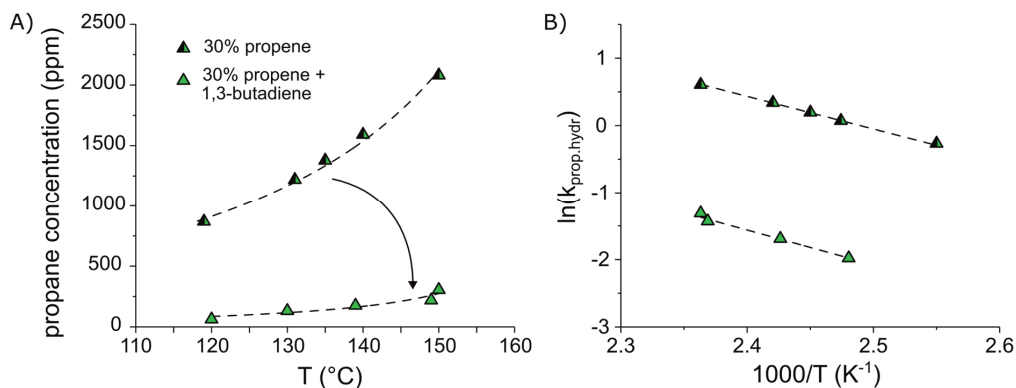 A)
propane concentration (ppm)
2500
2000
1500
1000
500
0
30% propene
30% propene +
1,3-butadiene
110 120 130 140 150 160
T (°C)
B)
ln(k_prop.hydr)
1
0
-1
-2
-3
2.3 2.4 2.5 2.6
1000/T (K⁻¹)